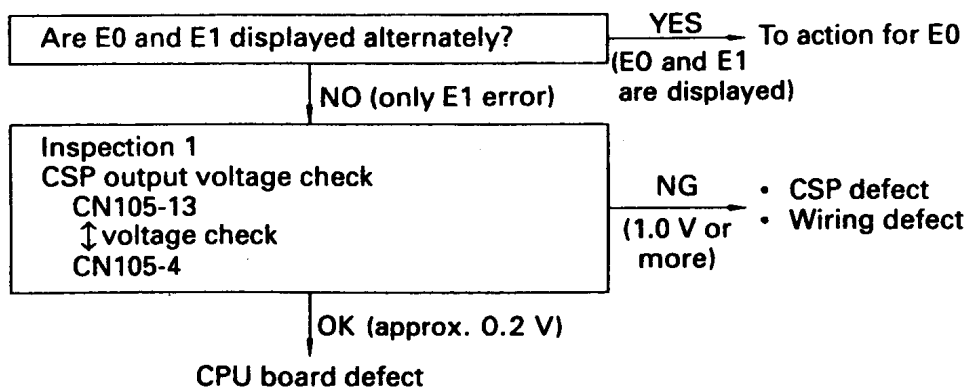 Are E0 and E1 displayed alternately?
YES
(E0 and E1
are displayed)
To action for E0
NO (only E1 error)
Inspection 1
CSP output voltage check
CN105-13
↕ voltage check
CN105-4
NG
(1.0 V or
more)
• CSP defect
• Wiring defect
OK (approx. 0.2 V)
CPU board defect